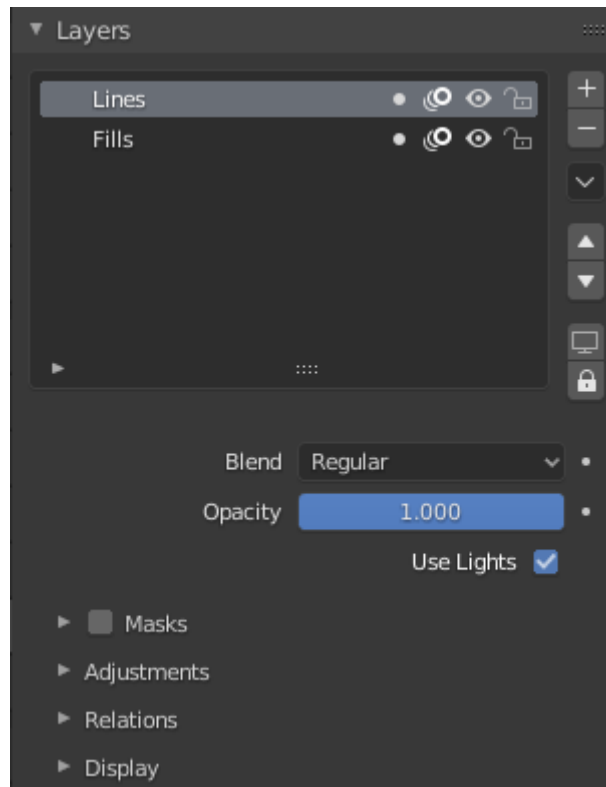 Layers
Lines
Fills
Blend Regular
Opacity 1.000
Use Lights
Masks
Adjustments
Relations
Display